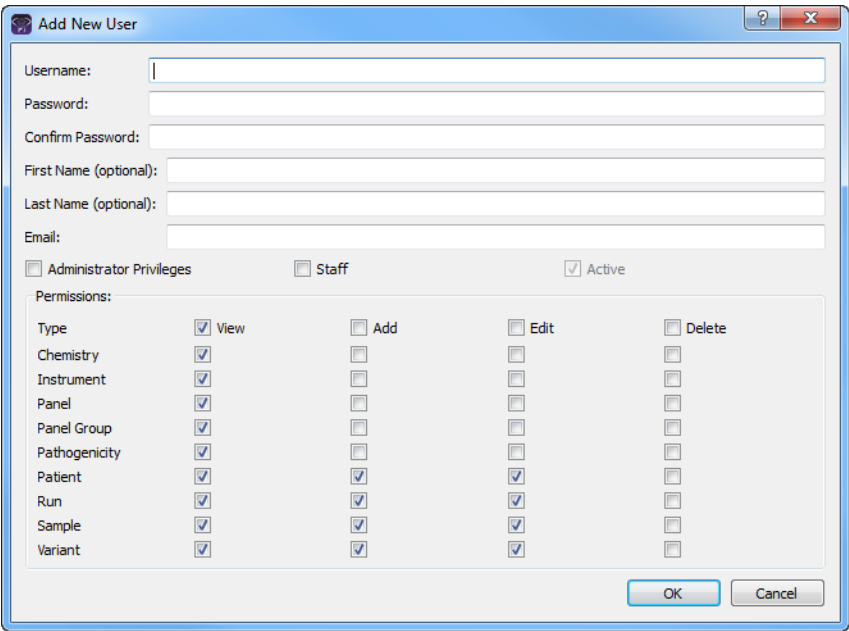 Add New User
Username:
Password:
Confirm Password:
First Name (optional):
Last Name (optional):
Email:
Administrator Privileges Staff Active
Permissions:
Type View Add Edit Delete
Chemistry
Instrument
Panel
Panel Group
Pathogenicity
Patient
Run
Sample
Variant
OK Cancel